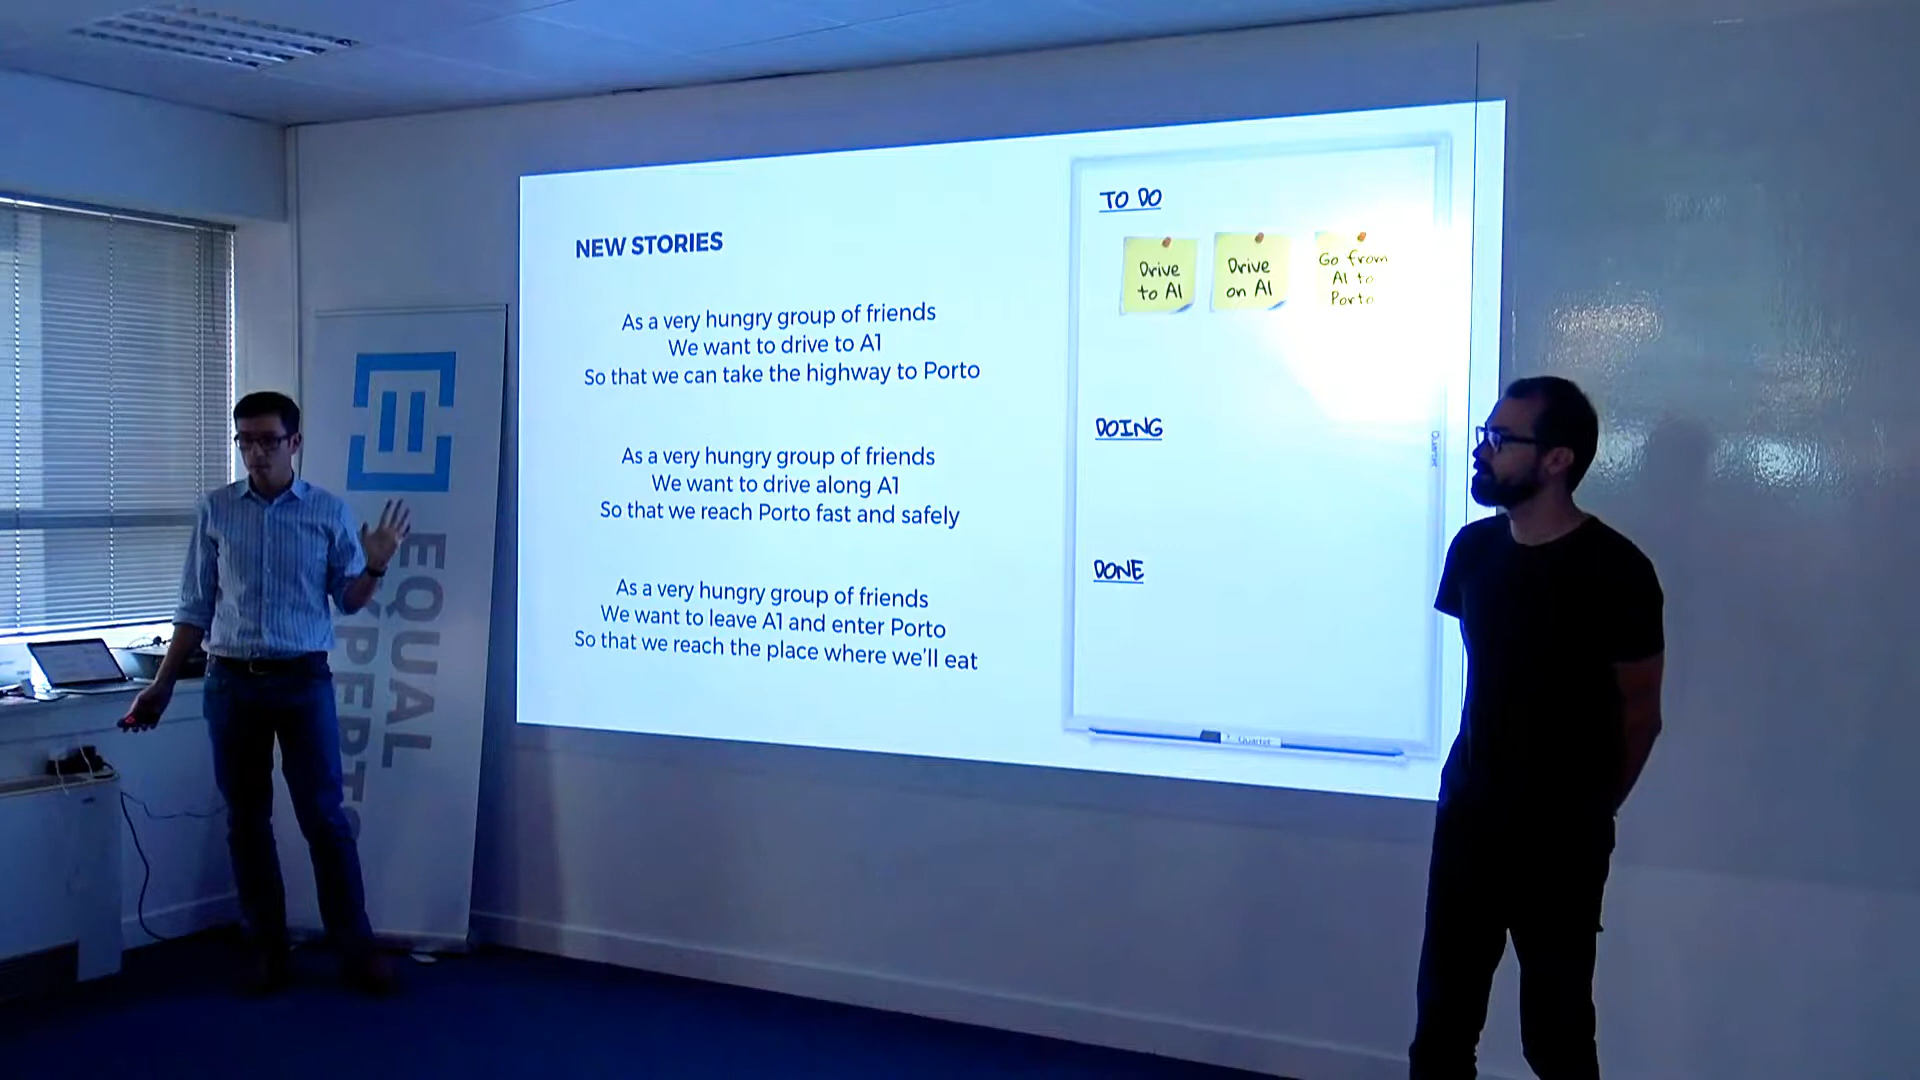 NEW STORIES
As a very hungry group of friends
We want to drive to A1
So that we can take the highway to Porto
As a very hungry group of friends
We want to drive along A1
So that we reach Porto fast and safely
As a very hungry group of friends
We want to leave A1 and enter Porto
So that we reach the place where we'll eat
TO DO
Drive
to A1
Drive
on A1
Go from
A1 to
Porto
DOING
DONE
Quartet
Quartet
EQUAL
EXPERTS